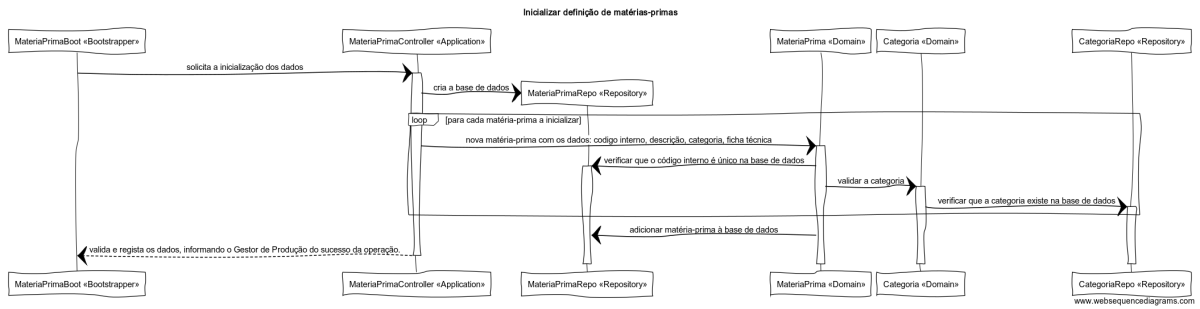 Inicializar definição de matérias-primas
MateriaPrimaBoot «Bootstrapper»
MateriaPrimaController «Application»
MateriaPrima «Domain»
Categoria «Domain»
CategoriaRepo «Repository»
solicita a inicialização dos dados
cria a base de dados
MateriaPrimaRepo «Repository»
loop [para cada matéria-prima a inicializar]
nova matéria-prima com os dados: codigo interno, descrição, categoria, ficha técnica
verificar que o código interno é único na base de dados
validar a categoria
verificar que a categoria existe na base de dados
adicionar matéria-prima à base de dados
valida e regista os dados, informando o Gestor de Produção do sucesso da operação.
MateriaPrimaBoot «Bootstrapper»
MateriaPrimaController «Application»
MateriaPrimaRepo «Repository»
MateriaPrima «Domain»
Categoria «Domain»
CategoriaRepo «Repository»
www.websequencediagrams.com